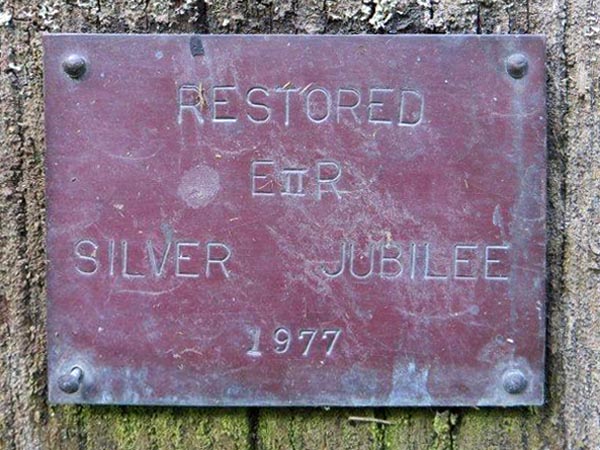 RESTORED
EIIR
SILVER JUBILEE
1977